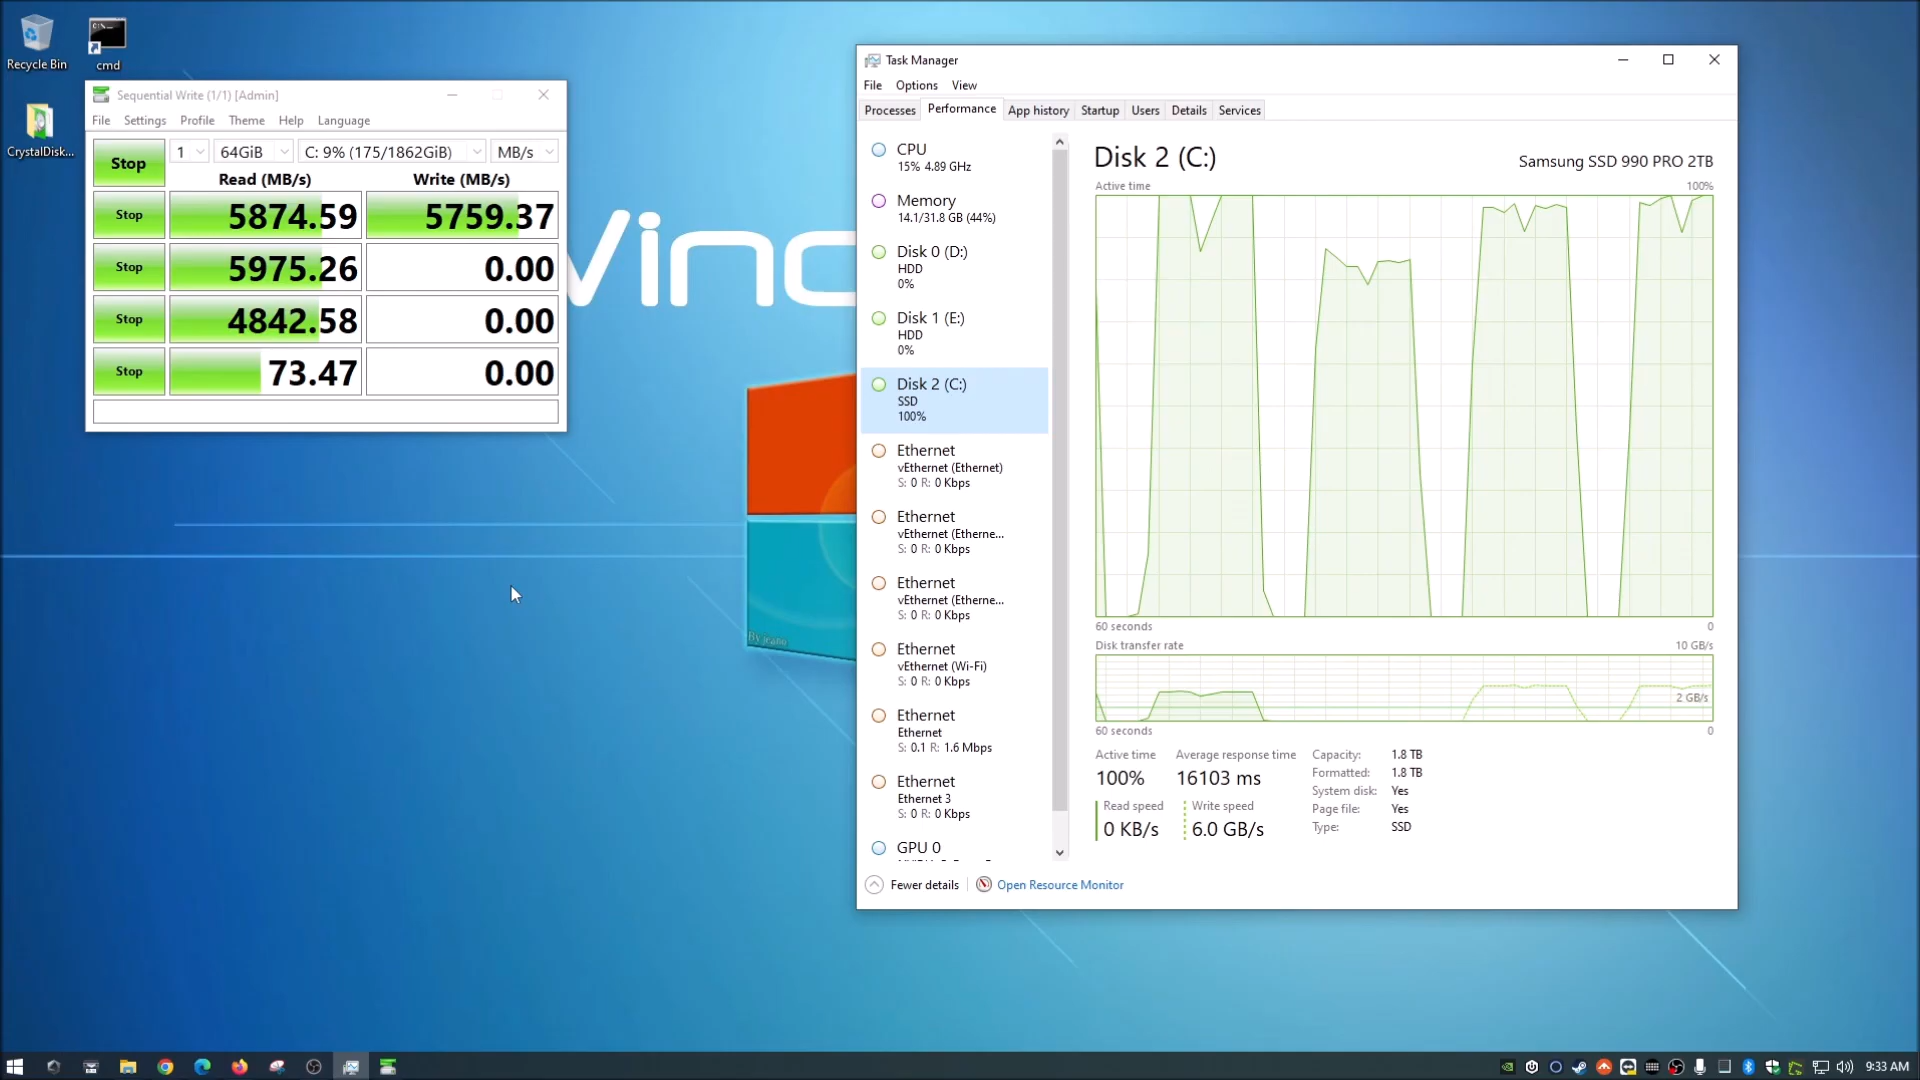 Recycle Bin
cmd
CrystalDisk...
Sequential Write (1/1) [Admin]
File Settings Profile Theme Help Language
Stop 1 64GiB C: 9% (175/1862GiB) MB/s
Read (MB/s) Write (MB/s)
Stop 5874.59 5759.37
Stop 5975.26 0.00
Stop 4842.58 0.00
Stop 73.47 0.00
By jeanu
Task Manager
File Options View
Processes Performance App history Startup Users Details Services
CPU
15% 4.89 GHz
Memory
14.1/31.8 GB (44%)
Disk 0 (D:)
HDD
0%
Disk 1 (E:)
HDD
0%
Disk 2 (C:)
SSD
100%
Ethernet
vEthernet (Ethernet)
S: 0 R: 0 Kbps
Ethernet
vEthernet (Etherne...
S: 0 R: 0 Kbps
Ethernet
vEthernet (Etherne...
S: 0 R: 0 Kbps
Ethernet
vEthernet (Wi-Fi)
S: 0 R: 0 Kbps
Ethernet
Ethernet
S: 0.1 R: 1.6 Mbps
Ethernet
Ethernet 3
S: 0 R: 0 Kbps
GPU 0
Disk 2 (C:) Samsung SSD 990 PRO 2TB
Active time 100%
60 seconds 0
Disk transfer rate 10 GB/s
2 GB/s
60 seconds 0
Active time Average response time
100% 16103 ms
Read speed Write speed
0 KB/s 6.0 GB/s
Capacity: 1.8 TB
Formatted: 1.8 TB
System disk: Yes
Page file: Yes
Type: SSD
Fewer details Open Resource Monitor
9:33 AM